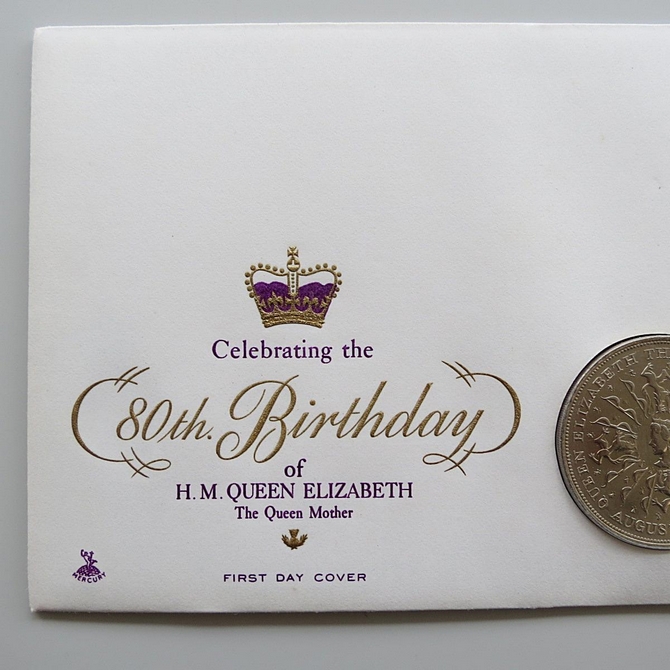 Celebrating the
80th. Birthday
of
H. M. QUEEN ELIZABETH
The Queen Mother
FIRST DAY COVER
MERCURY
QUEEN ELIZABETH THE
AUGUS